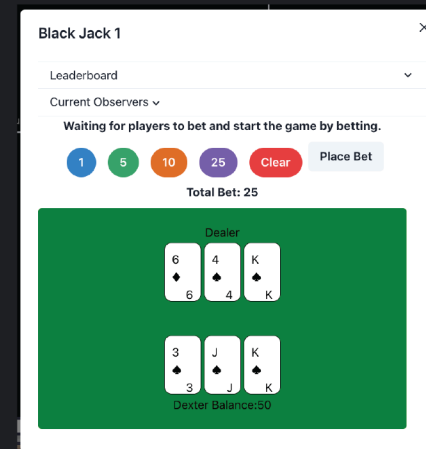 Black Jack 1
Leaderboard
Current Observers
Waiting for players to bet and start the game by betting.
1 5 10 25 Clear Place Bet
Total Bet: 25
Dealer
6 4 K
6 4 K
3 J K
3 J K
Dexter Balance:50